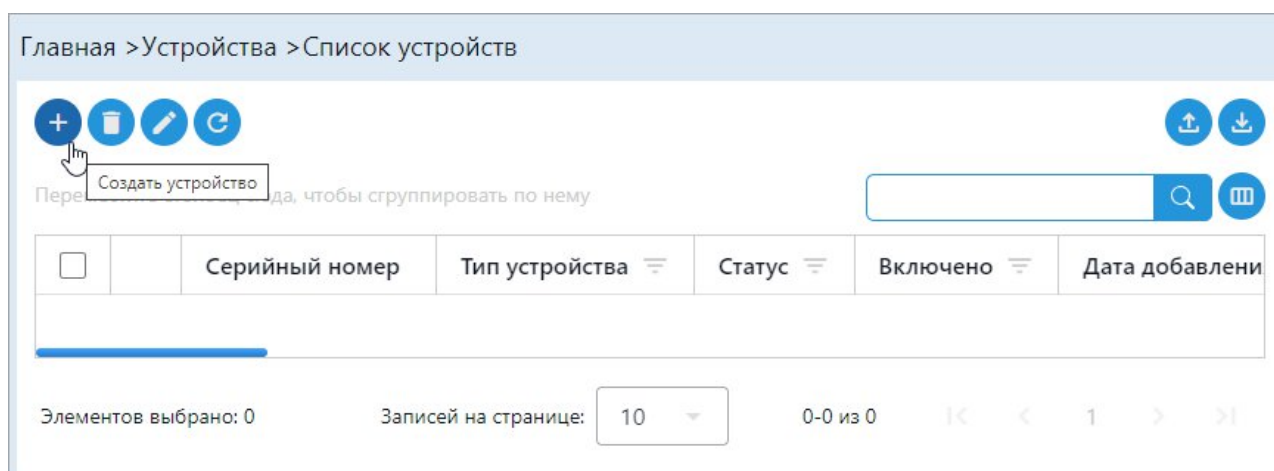 Главная >Устройства >Список устройств
Создать устройство
чтобы сгруппировать по нему
Серийный номер Тип устройства Статус Включено Дата добавлени
Элементов выбрано: 0 Записей на странице: 10 0-0 из 0 1